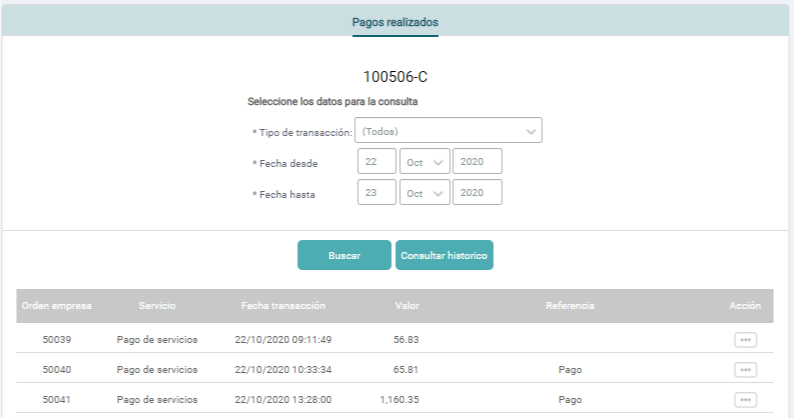 Pagos realizados
100506-C
Seleccione los datos para la consulta
* Tipo de transacción: (Todos)
* Fecha desde 22 Oct 2020
* Fecha hasta 23 Oct 2020
Buscar Consultar historico
Orden empresa Servicio Fecha transacción Valor Referencia Acción
50039 Pago de servicios 22/10/2020 09:11:49 56.83
50040 Pago de servicios 22/10/2020 10:33:34 65.81 Pago
50041 Pago de servicios 22/10/2020 13:28:00 1,160.35 Pago